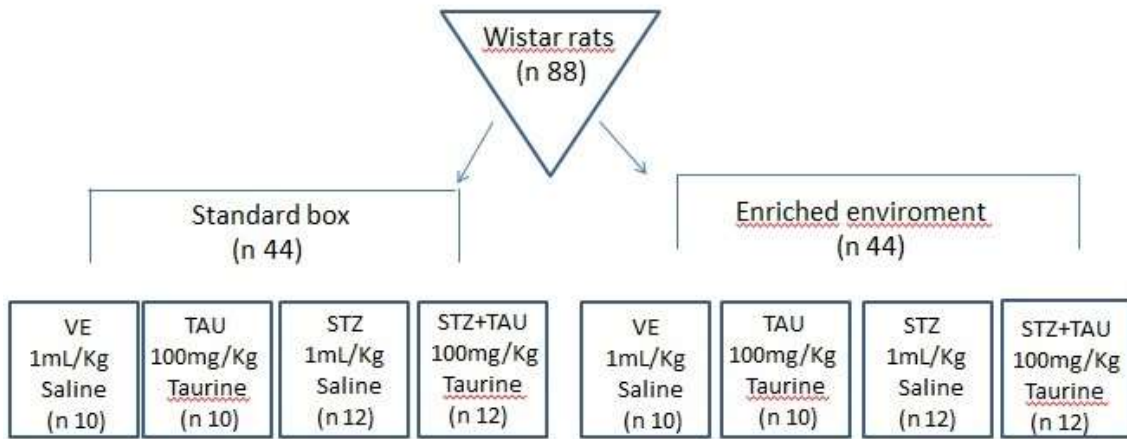 Wistar rats
(n 88)
Standard box
(n 44)
Enriched enviroment
(n 44)
VE
1mL/Kg
Saline
(n 10)
TAU
100mg/Kg
Taurine
(n 10)
STZ
1mL/Kg
Saline
(n 12)
STZ+TAU
100mg/Kg
Taurine
(n 12)
VE
1mL/Kg
Saline
(n 10)
TAU
100mg/Kg
Taurine
(n 10)
STZ
1mL/Kg
Saline
(n 12)
STZ+TAU
100mg/Kg
Taurine
(n 12)